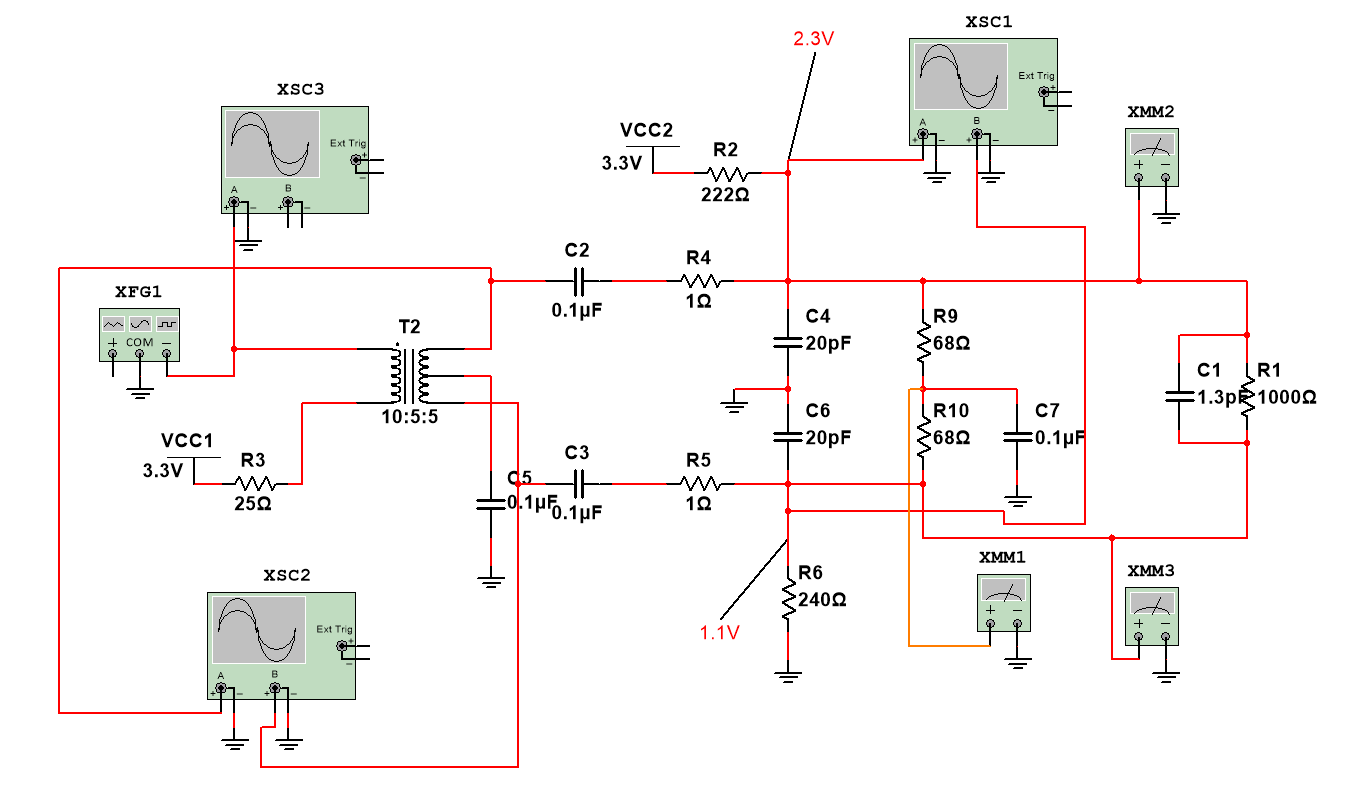 XSC1
2.3V
Ext Trig
+
−
A
B
+
−
+
−
XSC3
Ext Trig
+
−
A
B
+
−
+
−
XMM2
+
−
VCC2
3.3V
R2
222Ω
C2
0.1µF
R4
1Ω
XFG1
+
COM
−
T2
10:5:5
C4
20pF
R9
68Ω
C1
1.3pF
R1
1000Ω
C6
20pF
R10
68Ω
C7
0.1µF
VCC1
3.3V
R3
25Ω
C5
0.1µF
C3
0.1µF
R5
1Ω
XMM1
+
−
XMM3
+
−
R6
240Ω
1.1V
XSC2
Ext Trig
+
−
A
B
+
−
+
−